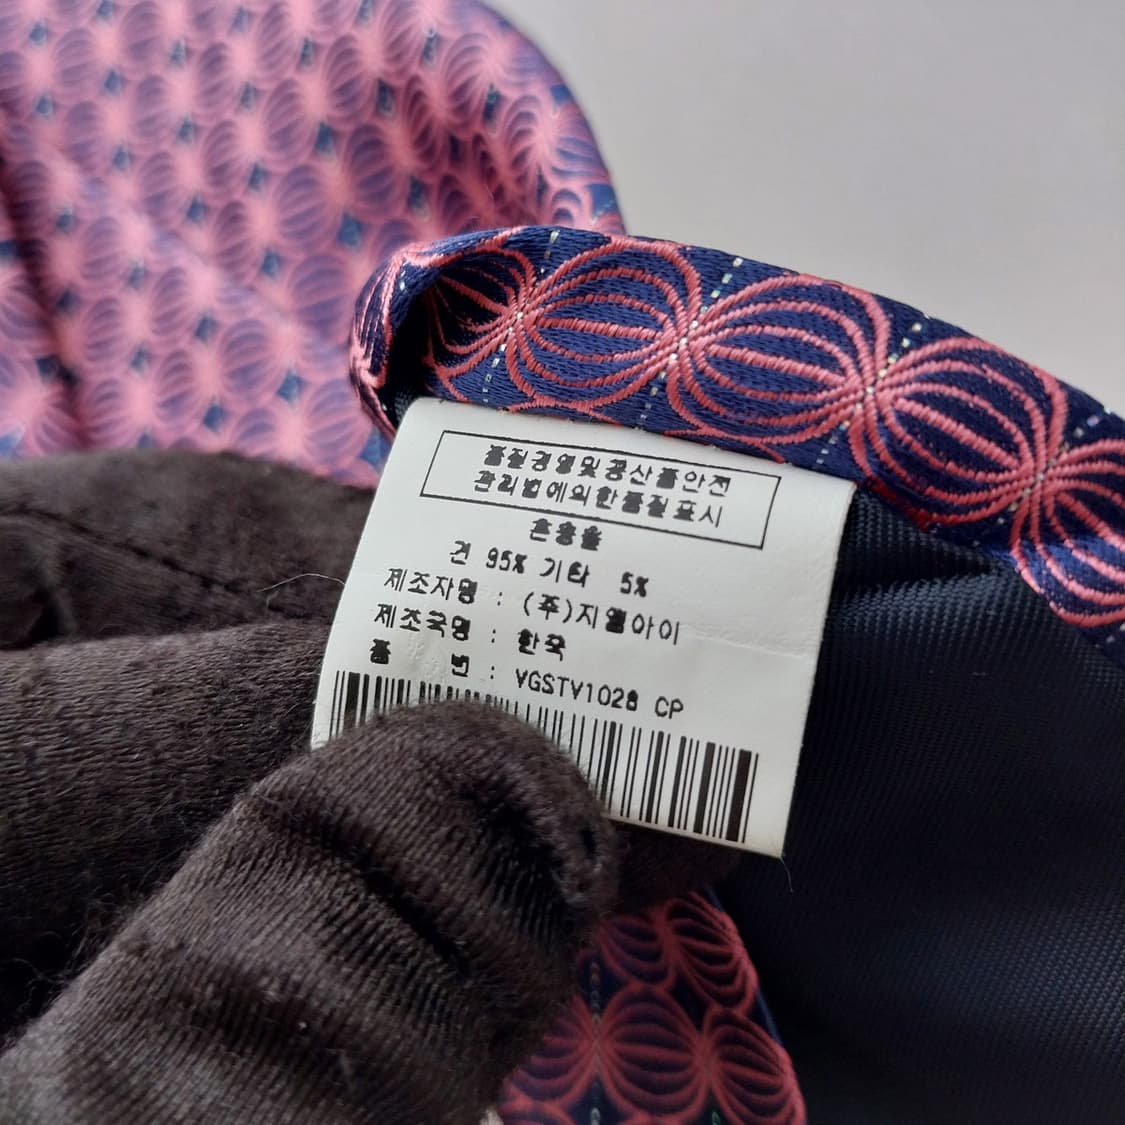 품질경영및공산품안전
관리법에의한품질표시
혼용율
견 95% 기타 5%
제조자명 : (주)지엠아이
제조국명 : 한국
품 번 : VGSTV1028 CP